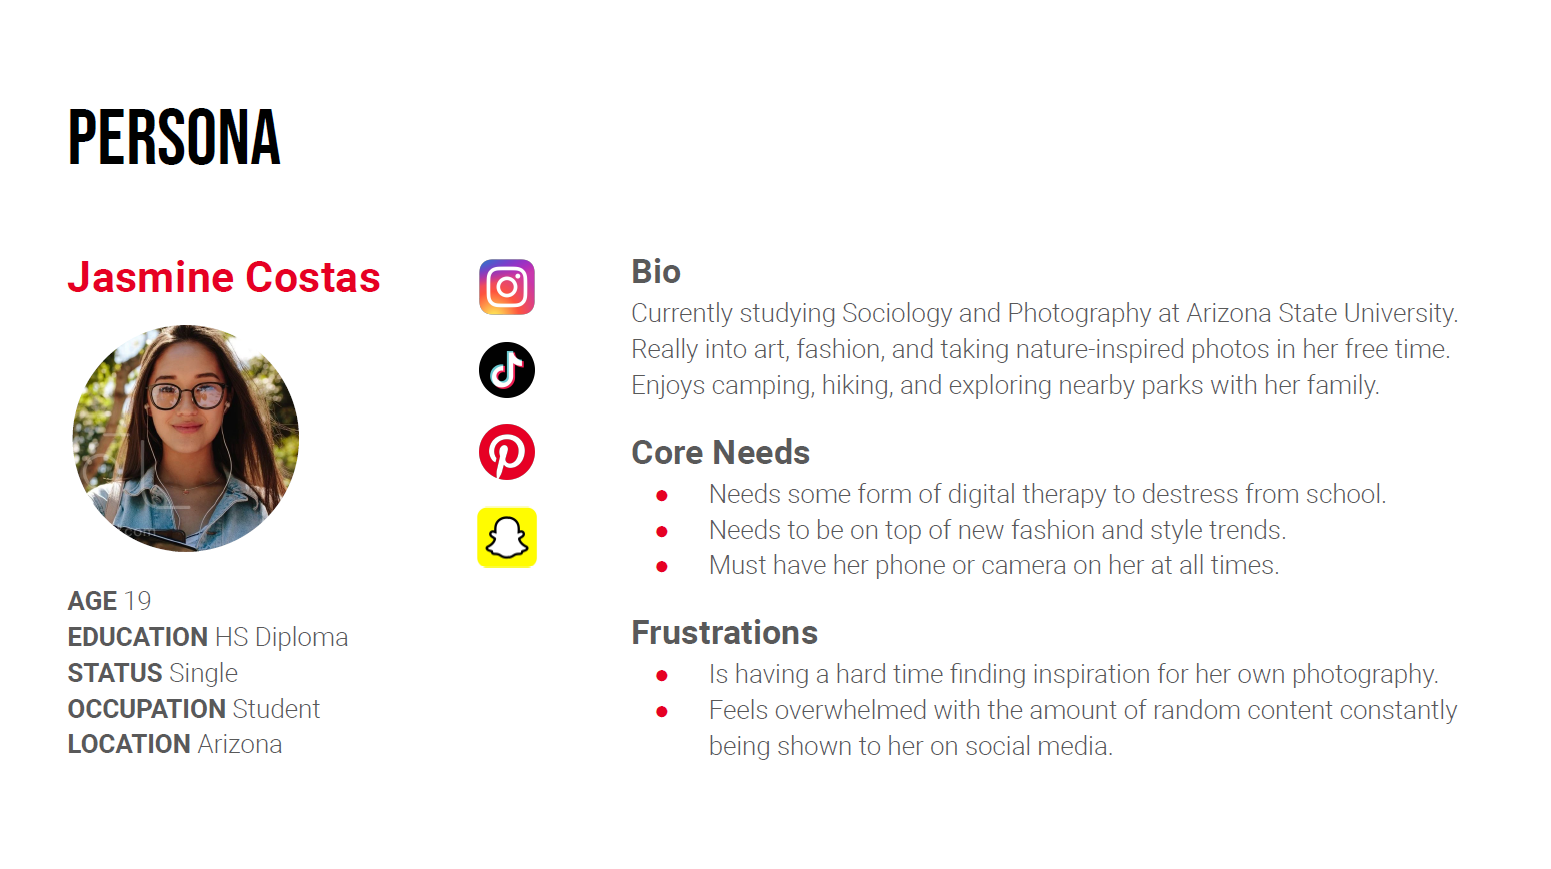 PERSONA
Jasmine Costas
AGE 19
EDUCATION HS Diploma
STATUS Single
OCCUPATION Student
LOCATION Arizona
Bio
Currently studying Sociology and Photography at Arizona State University.
Really into art, fashion, and taking nature-inspired photos in her free time.
Enjoys camping, hiking, and exploring nearby parks with her family.
Core Needs
Needs some form of digital therapy to destress from school.
Needs to be on top of new fashion and style trends.
Must have her phone or camera on her at all times.
Frustrations
Is having a hard time finding inspiration for her own photography.
Feels overwhelmed with the amount of random content constantly
being shown to her on social media.